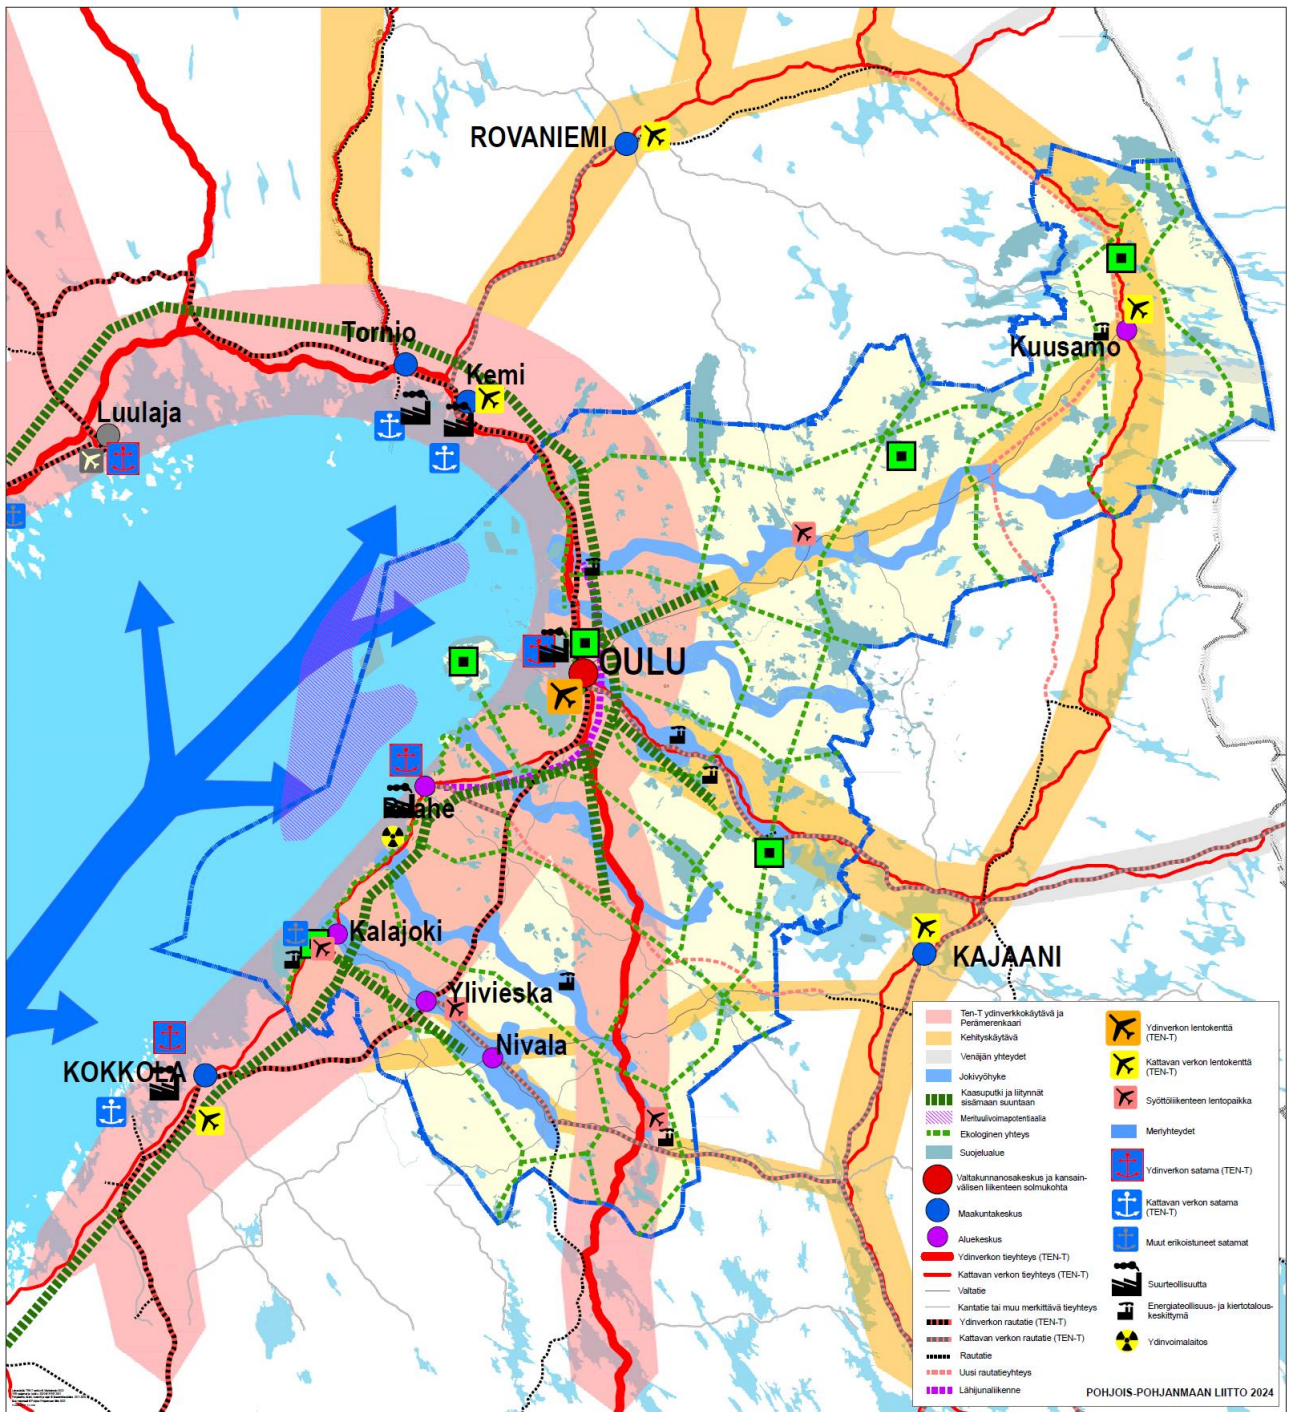 ROVANIEMI
Tornio
Kemi
Luulaja
Kuusamo
OULU
Kalajoki
Ylivieska
Nivala
KOKKOLA
KAJAANI
Ten-T ydinverkkokäytävä ja
Perämerenkaari
Kehityskäytävä
Venäjän yhteydet
Jokivyöhyke
Kaasuputki ja liitynnät
sisämaan suuntaan
Merituulivoimapotentiaalia
Ekologinen yhteys
Suojelualue
Valtakunnanosakeskus ja kansain-
välisen liikenteen solmukohta
Maakuntakeskus
Aluekeskus
Ydinverkon tieyhteys (TEN-T)
Kattavan verkon tieyhteys (TEN-T)
Valtatie
Kantatie tai muu merkittävä tieyhteys
Ydinverkon rautatie (TEN-T)
Kattavan verkon rautatie (TEN-T)
Rautatie
Uusi rautatieyhteys
Lähijunaliikenne
Ydinverkon lentokenttä
(TEN-T)
Kattavan verkon lentokenttä
(TEN-T)
Syöttöliikenteen lentopaikka
Meriyhteydet
Ydinverkon satama (TEN-T)
Kattavan verkon satama
(TEN-T)
Muut erikoistuneet satamat
Suurteollisuutta
Energiateollisuus- ja kiertotalous-
keskittymä
Ydinvoimalaitos
POHJOIS-POHJANMAAN LIITTO 2024